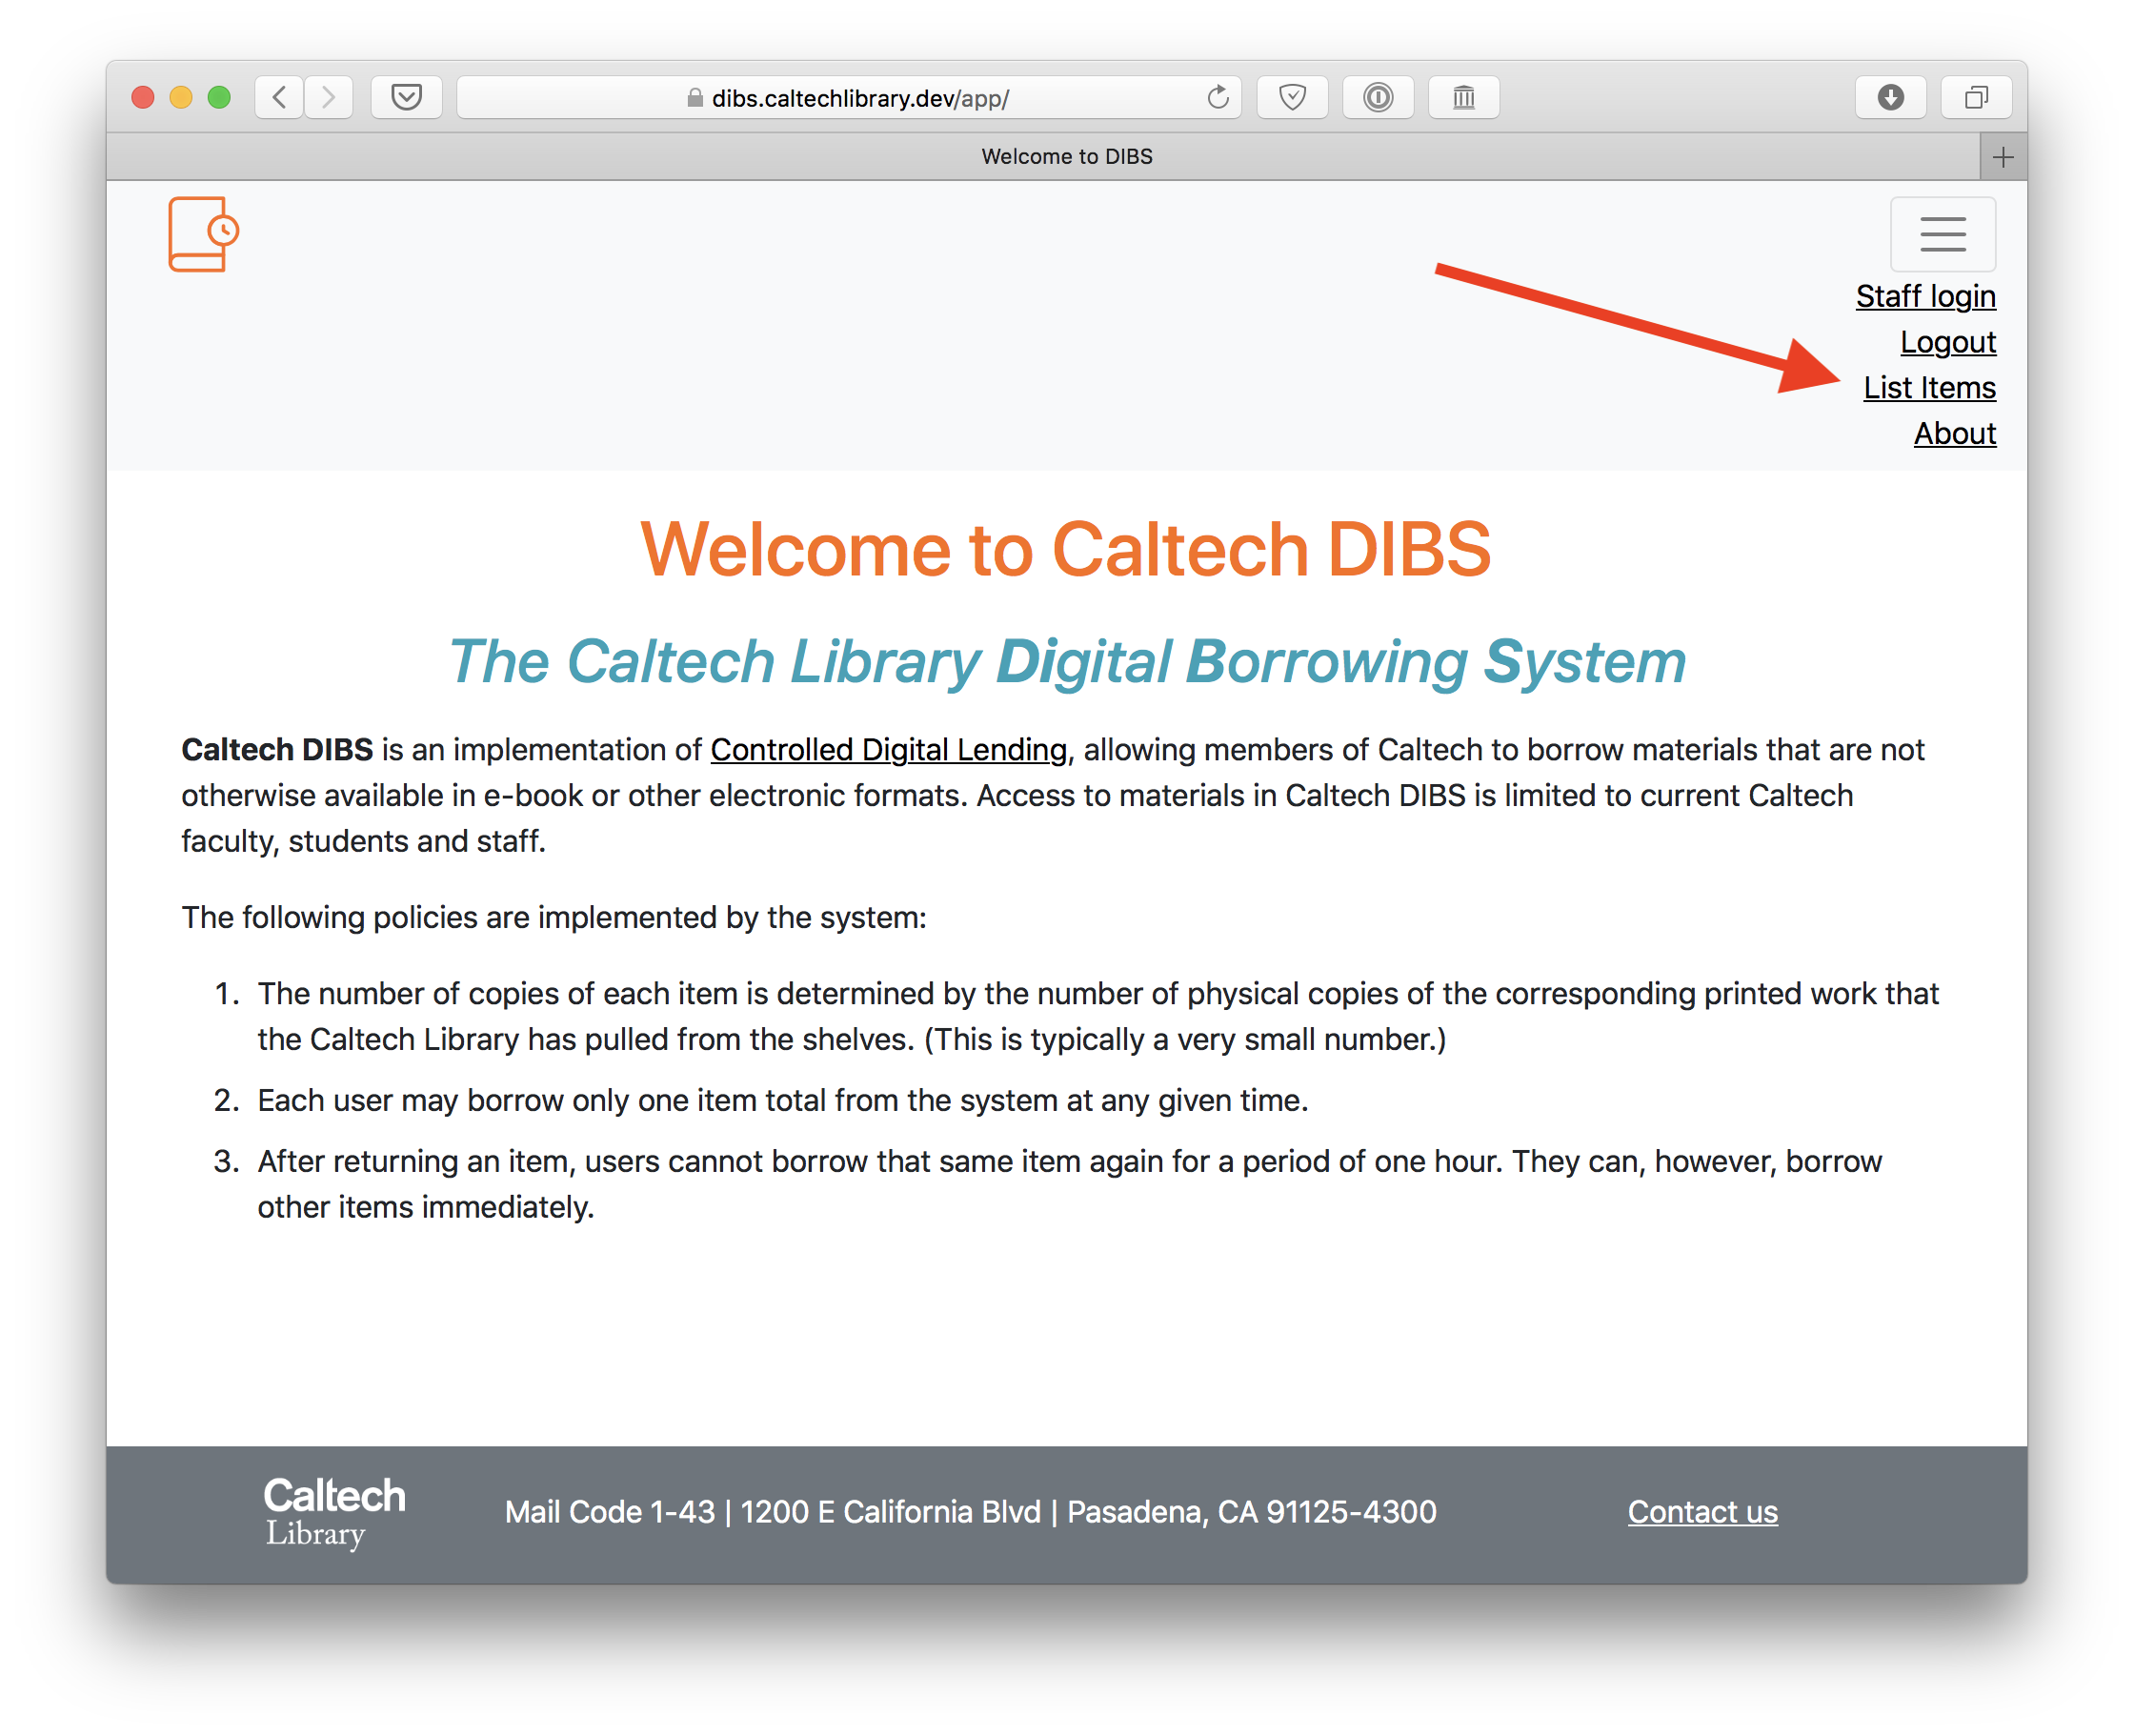 dibs.caltechlibrary.dev/app/
Welcome to DIBS
Staff login
Logout
List Items
About
Welcome to Caltech DIBS
The Caltech Library Digital Borrowing System
Caltech DIBS is an implementation of Controlled Digital Lending, allowing members of Caltech to borrow materials that are not
otherwise available in e-book or other electronic formats. Access to materials in Caltech DIBS is limited to current Caltech
faculty, students and staff.
The following policies are implemented by the system:
1. The number of copies of each item is determined by the number of physical copies of the corresponding printed work that
the Caltech Library has pulled from the shelves. (This is typically a very small number.)
2. Each user may borrow only one item total from the system at any given time.
3. After returning an item, users cannot borrow that same item again for a period of one hour. They can, however, borrow
other items immediately.
Caltech
Library
Mail Code 1-43 | 1200 E California Blvd | Pasadena, CA 91125-4300
Contact us